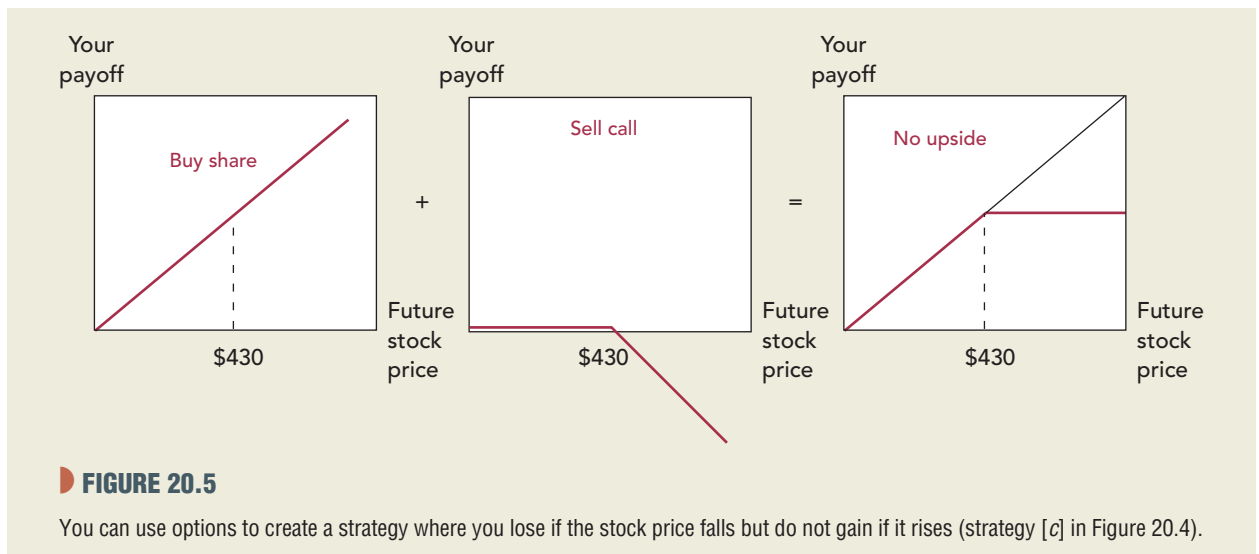 Your
payoff
Buy share
$430
Future
stock
price
+
Your
payoff
Sell call
$430
Future
stock
price
=
Your
payoff
No upside
$430
Future
stock
price
FIGURE 20.5
You can use options to create a strategy where you lose if the stock price falls but do not gain if it rises (strategy [c] in Figure 20.4).